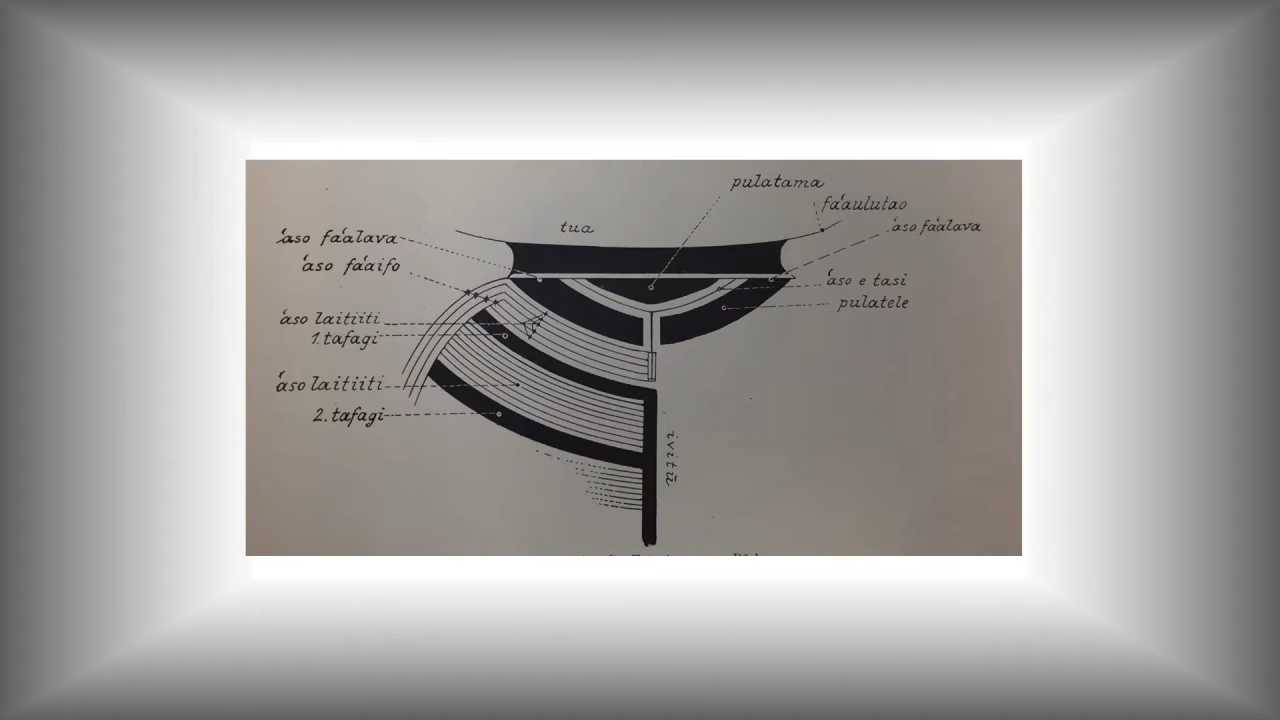 pulatama
fa'aulutao
'aso fa'alava
tua
'aso fa'alava
'aso fa'aifo
'aso e tasi
pulatele
'aso laitiiti
1. tafagi
'aso laitiiti
2. tafagi
ivitū